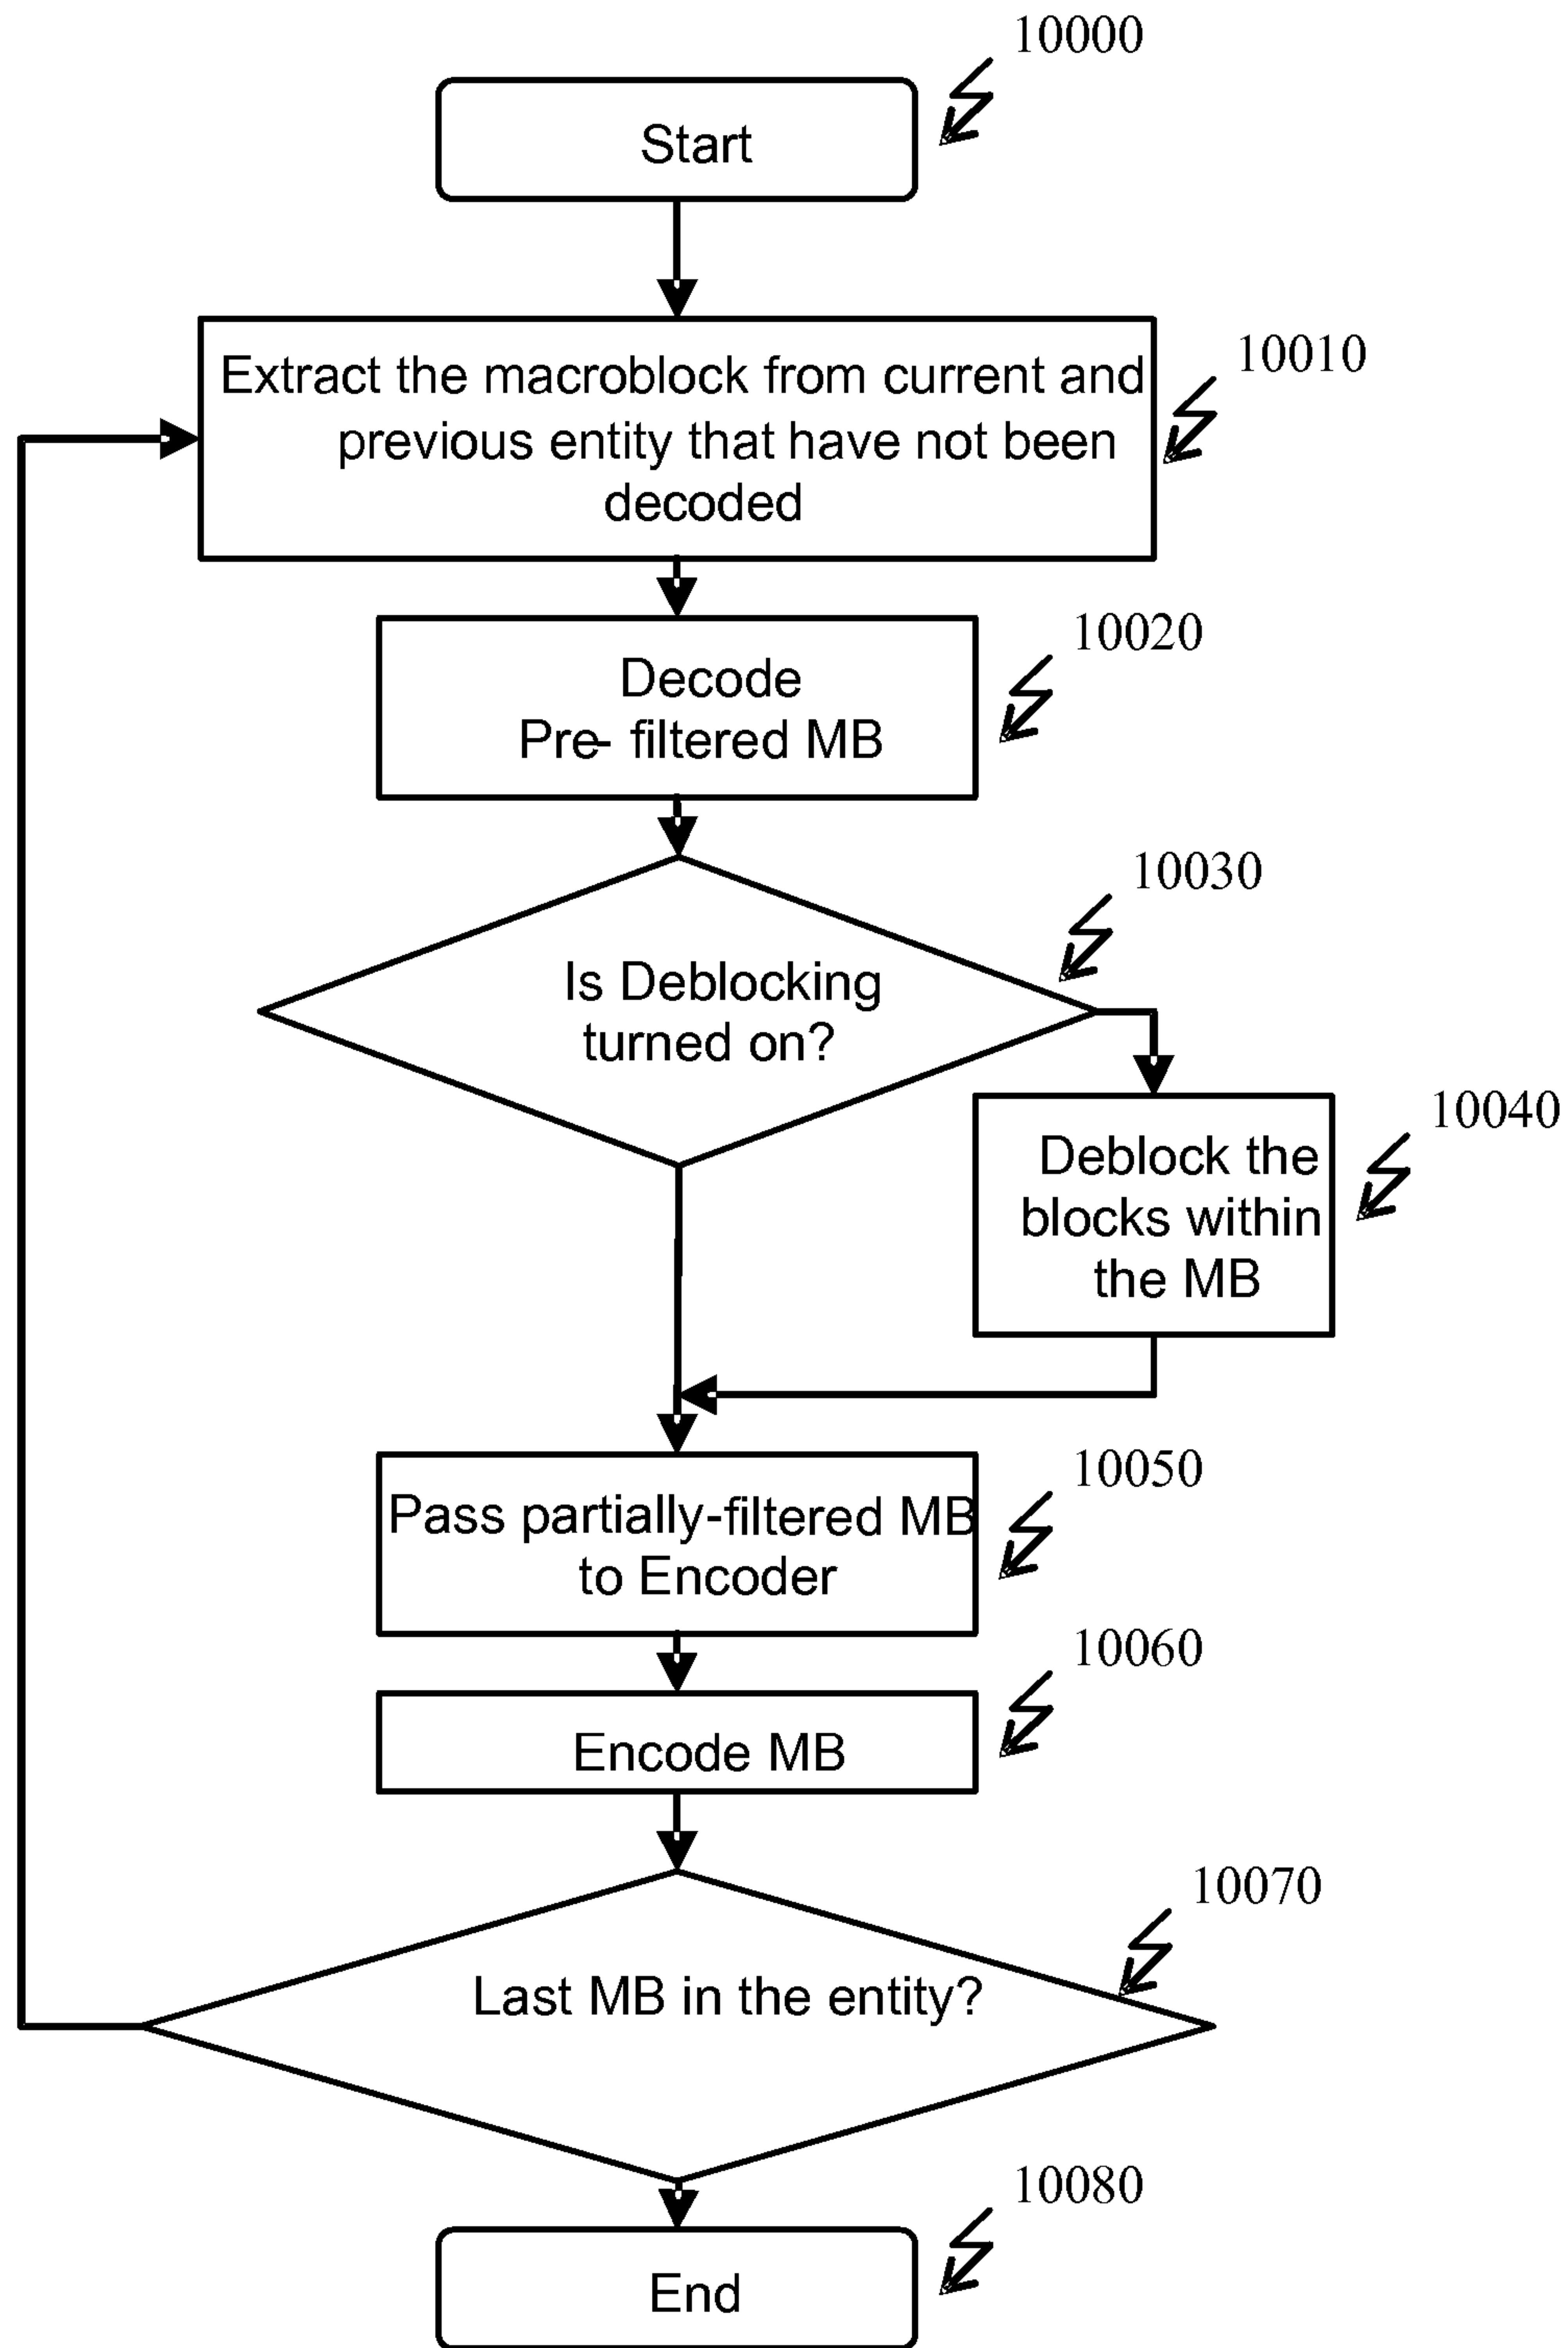 10000
Start
10010
Extract the macroblock from current and
previous entity that have not been
decoded
10020
Decode
Pre- filtered MB
10030
Is Deblocking
turned on?
10040
Deblock the
blocks within
the MB
10050
Pass partially-filtered MB
to Encoder
10060
Encode MB
10070
Last MB in the entity?
10080
End